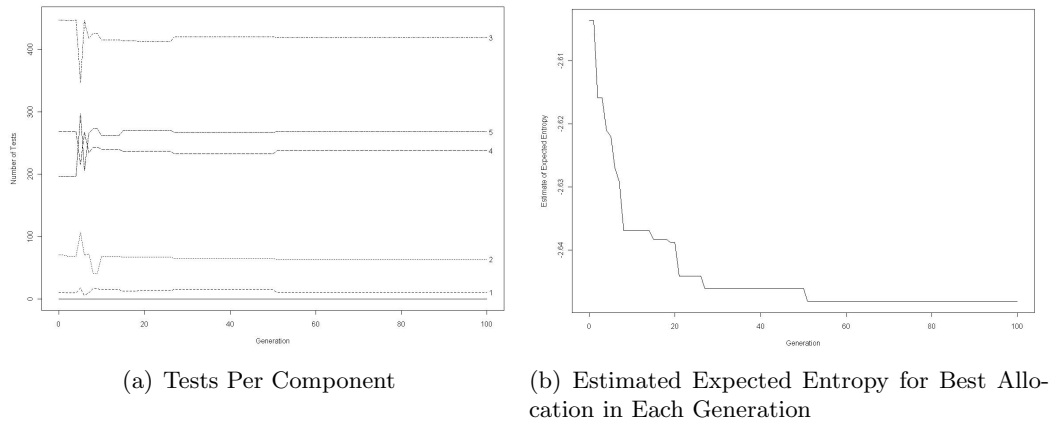 Number of Tests
400
300
200
100
0
3
5
4
2
1
0 20 40 60 80 100
Generation
(a) Tests Per Component
Estimate of Expected Entropy
-2.61
-2.62
-2.63
-2.64
0 20 40 60 80 100
Generation
(b) Estimated Expected Entropy for Best Allo-
cation in Each Generation